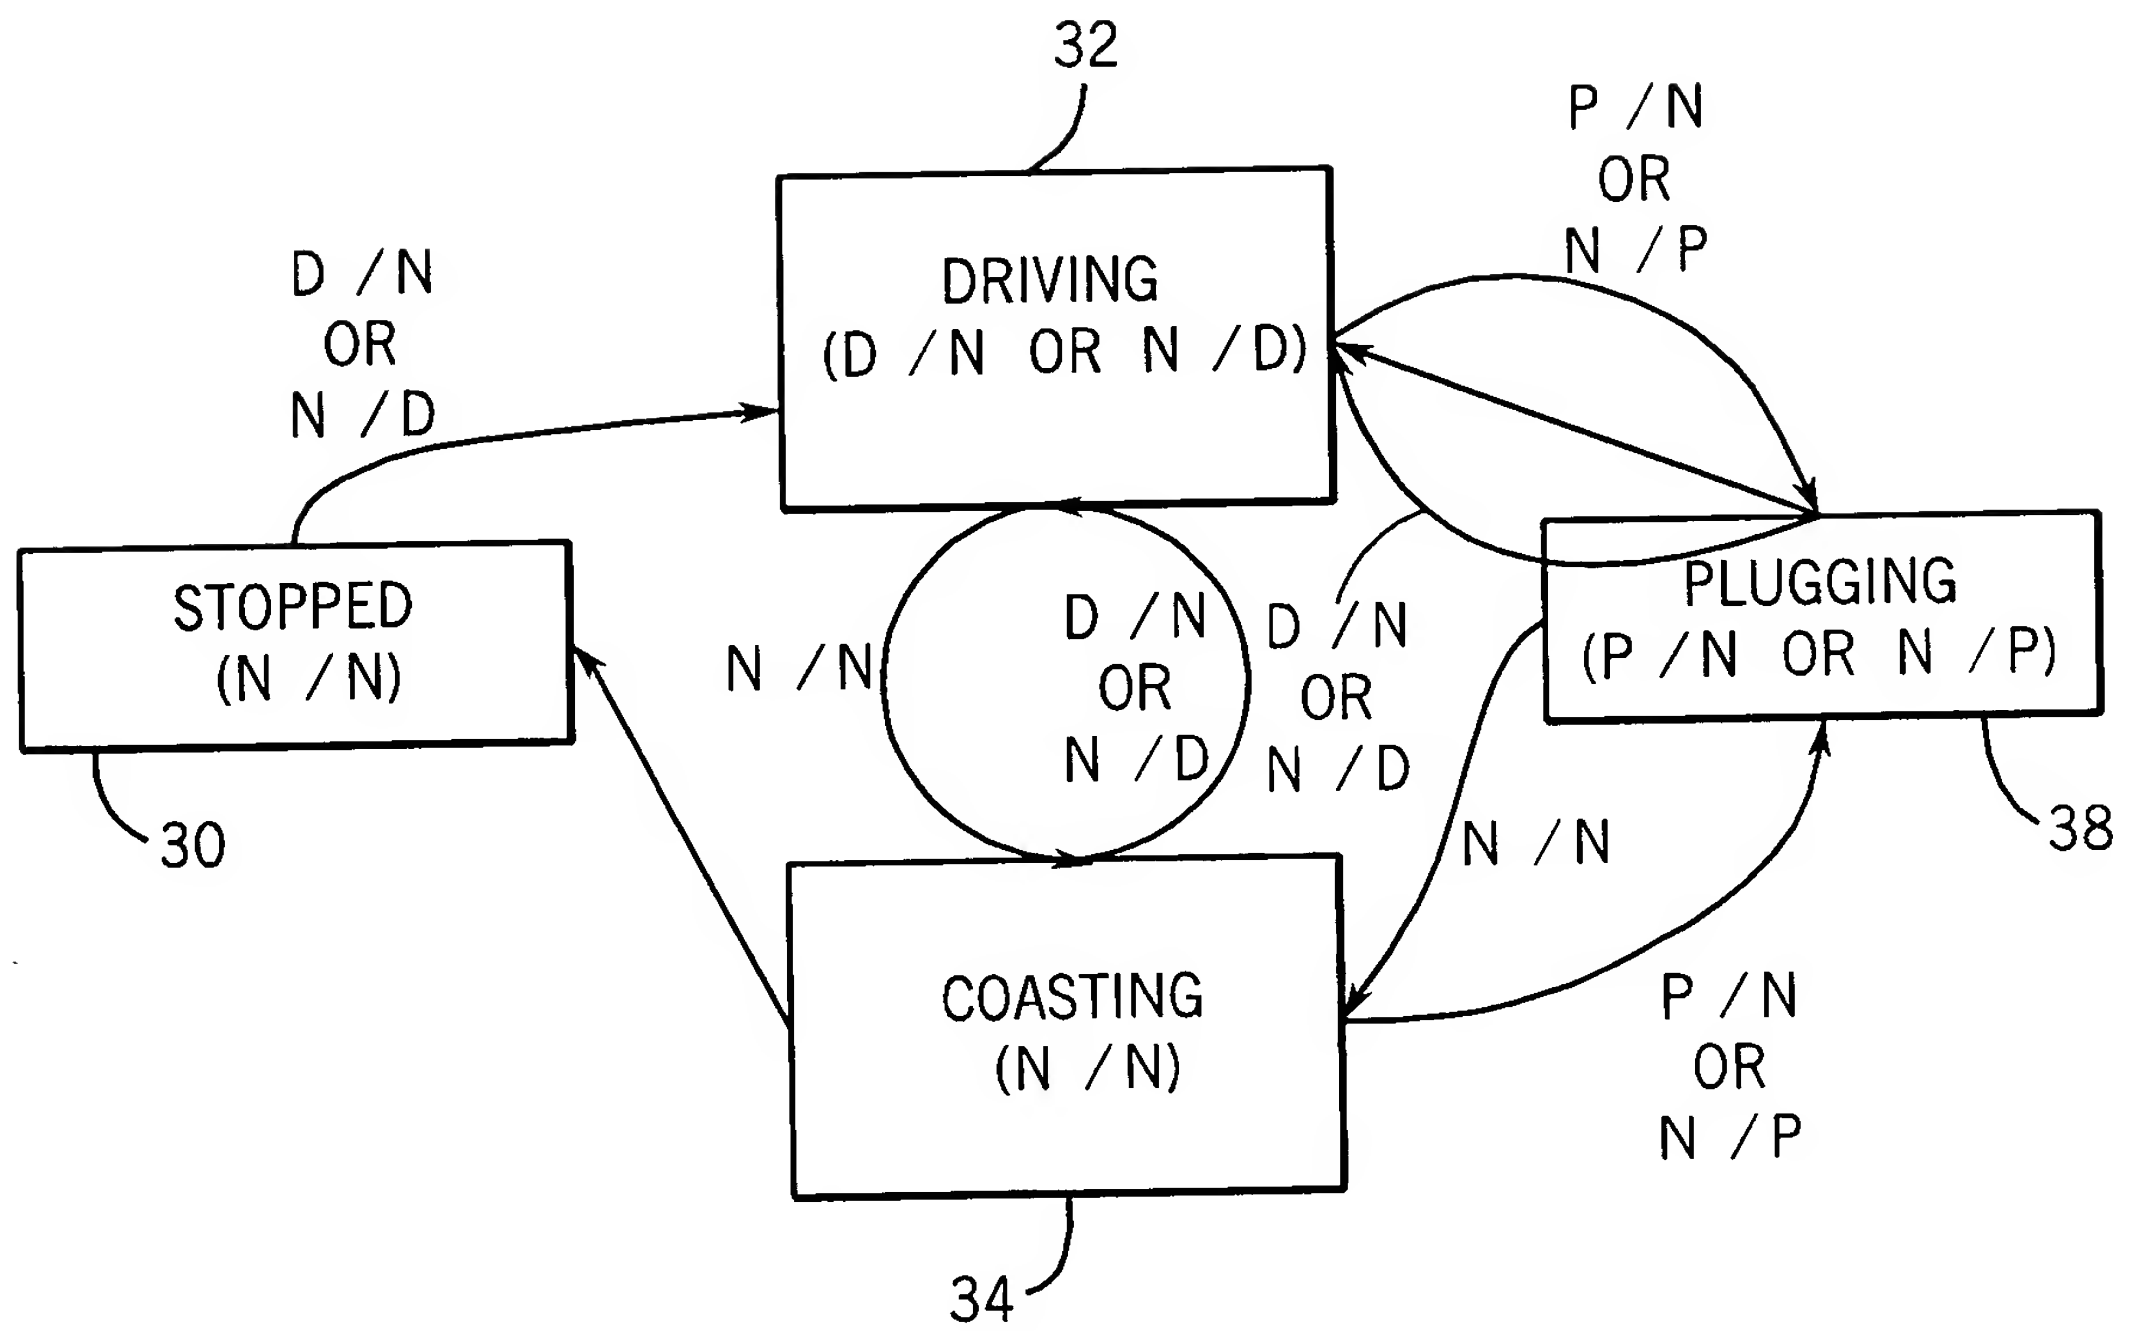 32
P /N
OR
N /P
D /N
OR
N /D
DRIVING
(D /N OR N /D)
STOPPED
(N /N)
30
N /N
D /N
OR
N /D
D /N
OR
N /D
PLUGGING
(P /N OR N /P)
38
N /N
COASTING
(N /N)
P /N
OR
N /P
34